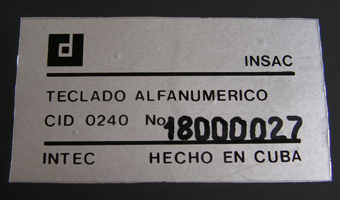 INSAC
TECLADO ALFANUMERICO
CID 0240 No 18000027
INTEC HECHO EN CUBA